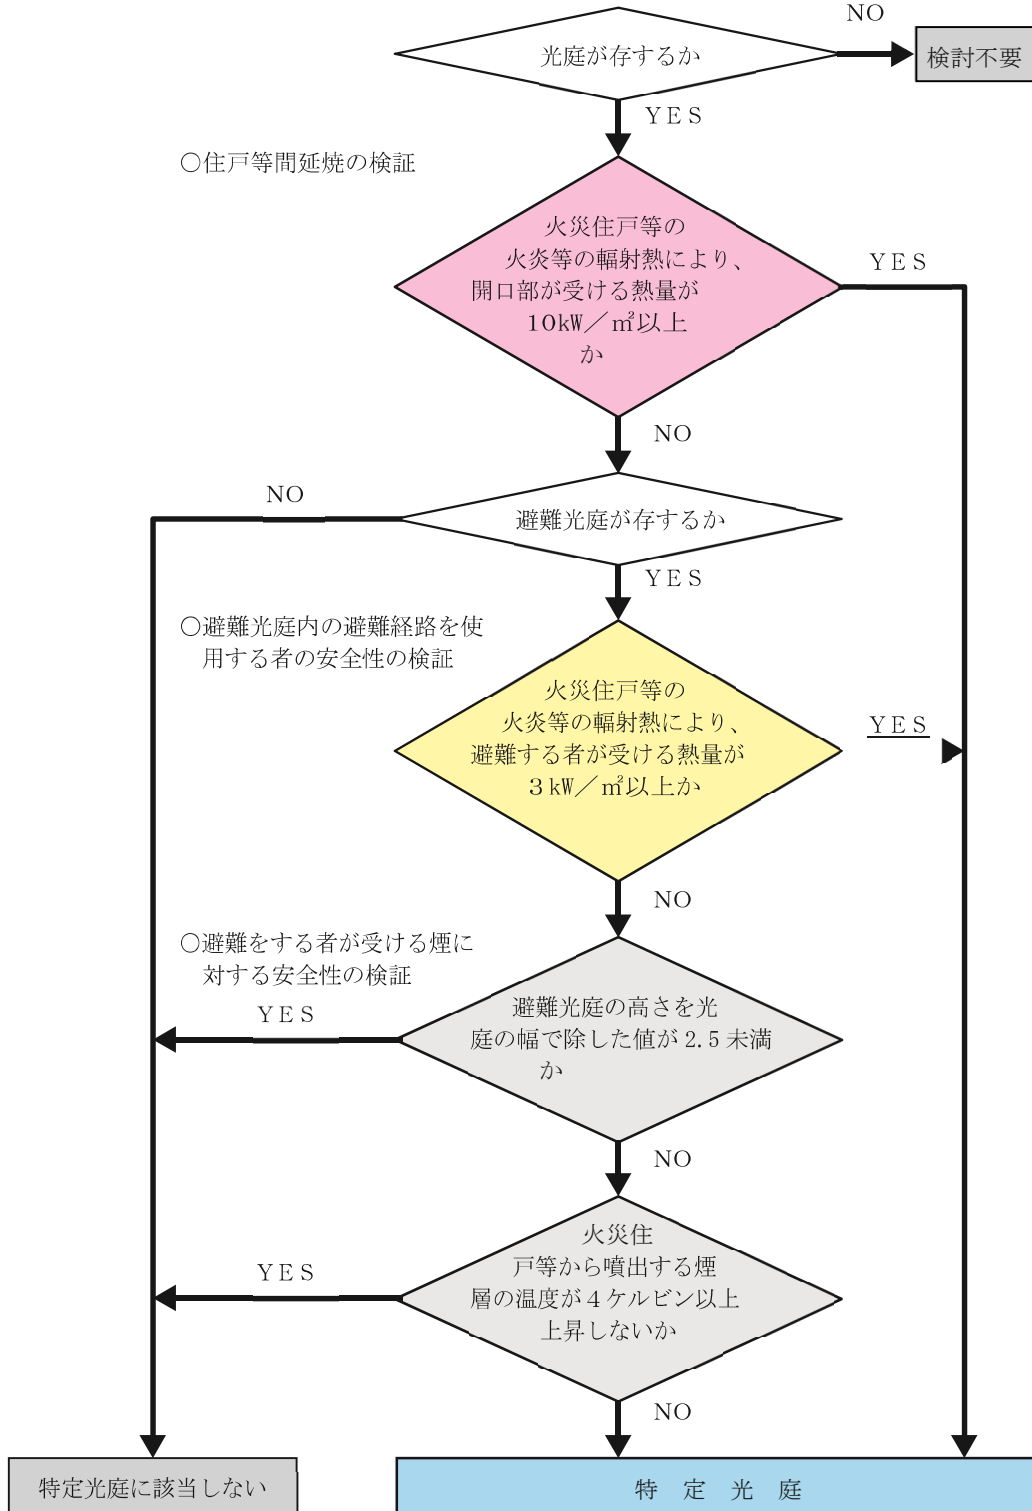 NO
光庭が存するか
検討不要
ＹＥＳ
○住戸等間延焼の検証
火災住戸等の
火炎等の輻射熱により、
開口部が受ける熱量が
10kW／㎡以上
か
ＹＥＳ
NO
NO
避難光庭が存するか
ＹＥＳ
○避難光庭内の避難経路を使
用する者の安全性の検証
火災住戸等の
火炎等の輻射熱により、
避難する者が受ける熱量が
３kW／㎡以上か
ＹＥＳ
NO
○避難をする者が受ける煙に
対する安全性の検証
ＹＥＳ
避難光庭の高さを光
庭の幅で除した値が 2.5 未満
か
NO
ＹＥＳ
火災住
戸等から噴出する煙
層の温度が４ケルビン以上
上昇しないか
NO
特定光庭に該当しない
特　定　光　庭